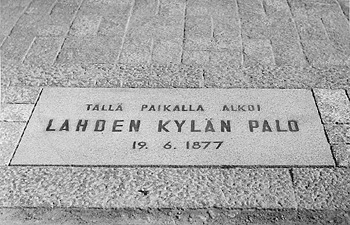 TÄLLÄ PAIKALLA ALKOI
LAHDEN KYLÄN PALO
19. 6. 1877